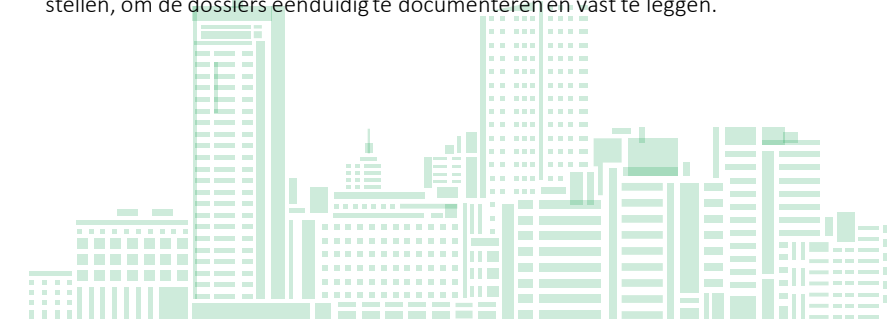 stellen, om de dossiers eenduidig te documenteren en vast te leggen.